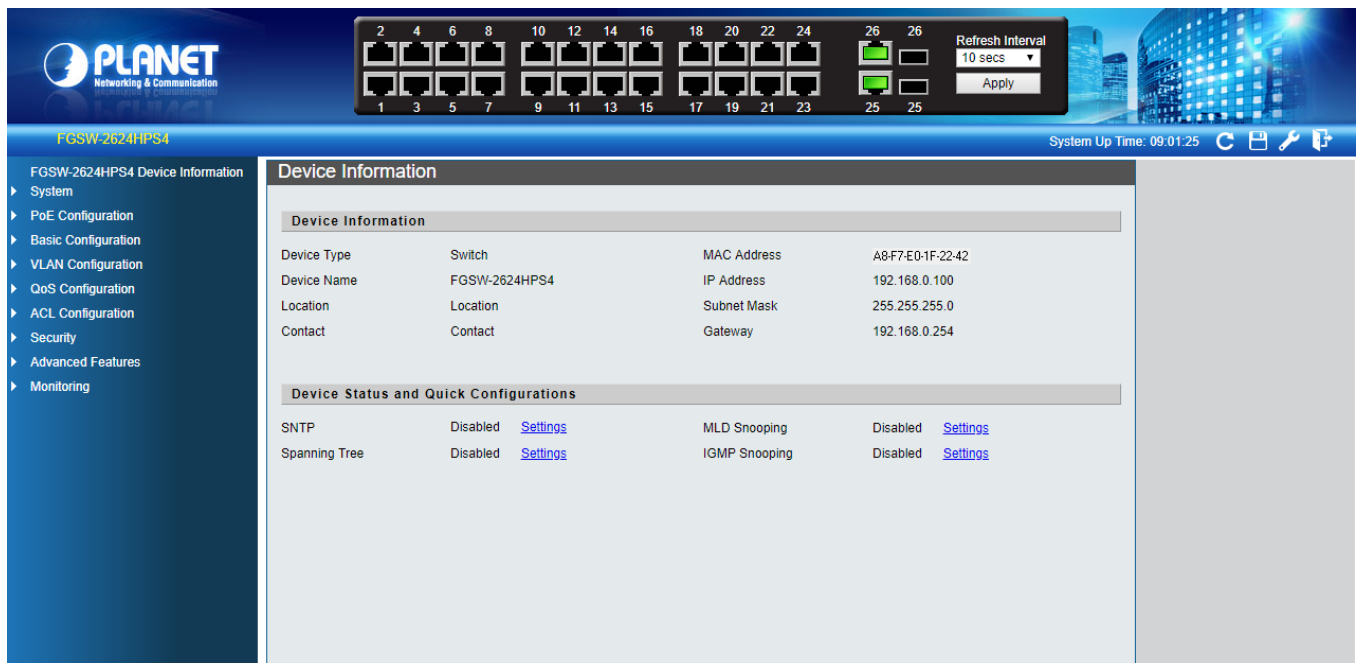 PLANET
Networking & Communication
2 4 6 8 10 12 14 16 18 20 22 24 26 26
1 3 5 7 9 11 13 15 17 19 21 23 25 25
Refresh Interval
10 secs
Apply
FGSW-2624HPS4
System Up Time: 09:01:25
FGSW-2624HPS4 Device Information
System
PoE Configuration
Basic Configuration
VLAN Configuration
QoS Configuration
ACL Configuration
Security
Advanced Features
Monitoring
Device Information
Device Information
Device Type Switch MAC Address A8-F7-E0-1F-22-42
Device Name FGSW-2624HPS4 IP Address 192.168.0.100
Location Location Subnet Mask 255.255.255.0
Contact Contact Gateway 192.168.0.254
Device Status and Quick Configurations
SNTP Disabled Settings MLD Snooping Disabled Settings
Spanning Tree Disabled Settings IGMP Snooping Disabled Settings